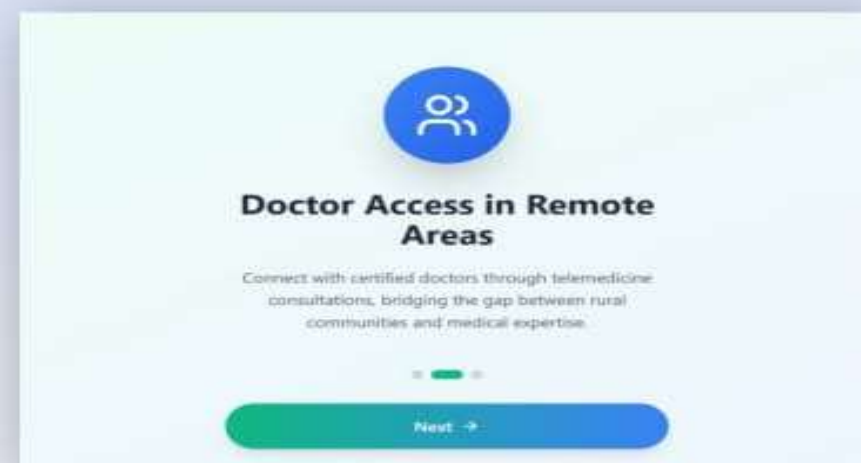 Doctor Access in Remote
Areas
Connect with certified doctors through telemedicine
consultations, bridging the gap between rural
communities and medical expertise.
Next →